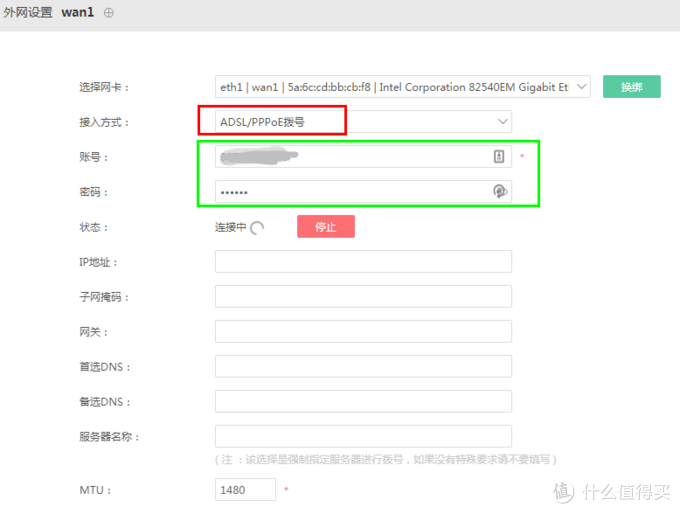 外网设置 wan1
选择网卡： eth1 | wan1 | 5a:6c:cd:bb:cb:f8 | Intel Corporation 82540EM Gigabit Et 换绑
接入方式： ADSL/PPPoE拨号
账号： *
密码： ••••••
状态： 连接中 停止
IP地址：
子网掩码：
网关：
首选DNS：
备选DNS：
服务器名称：
( 注 ：该选择是强制指定服务器进行拨号，如果没有特殊要求请不要填写 )
MTU： 1480 *
值 什么值得买